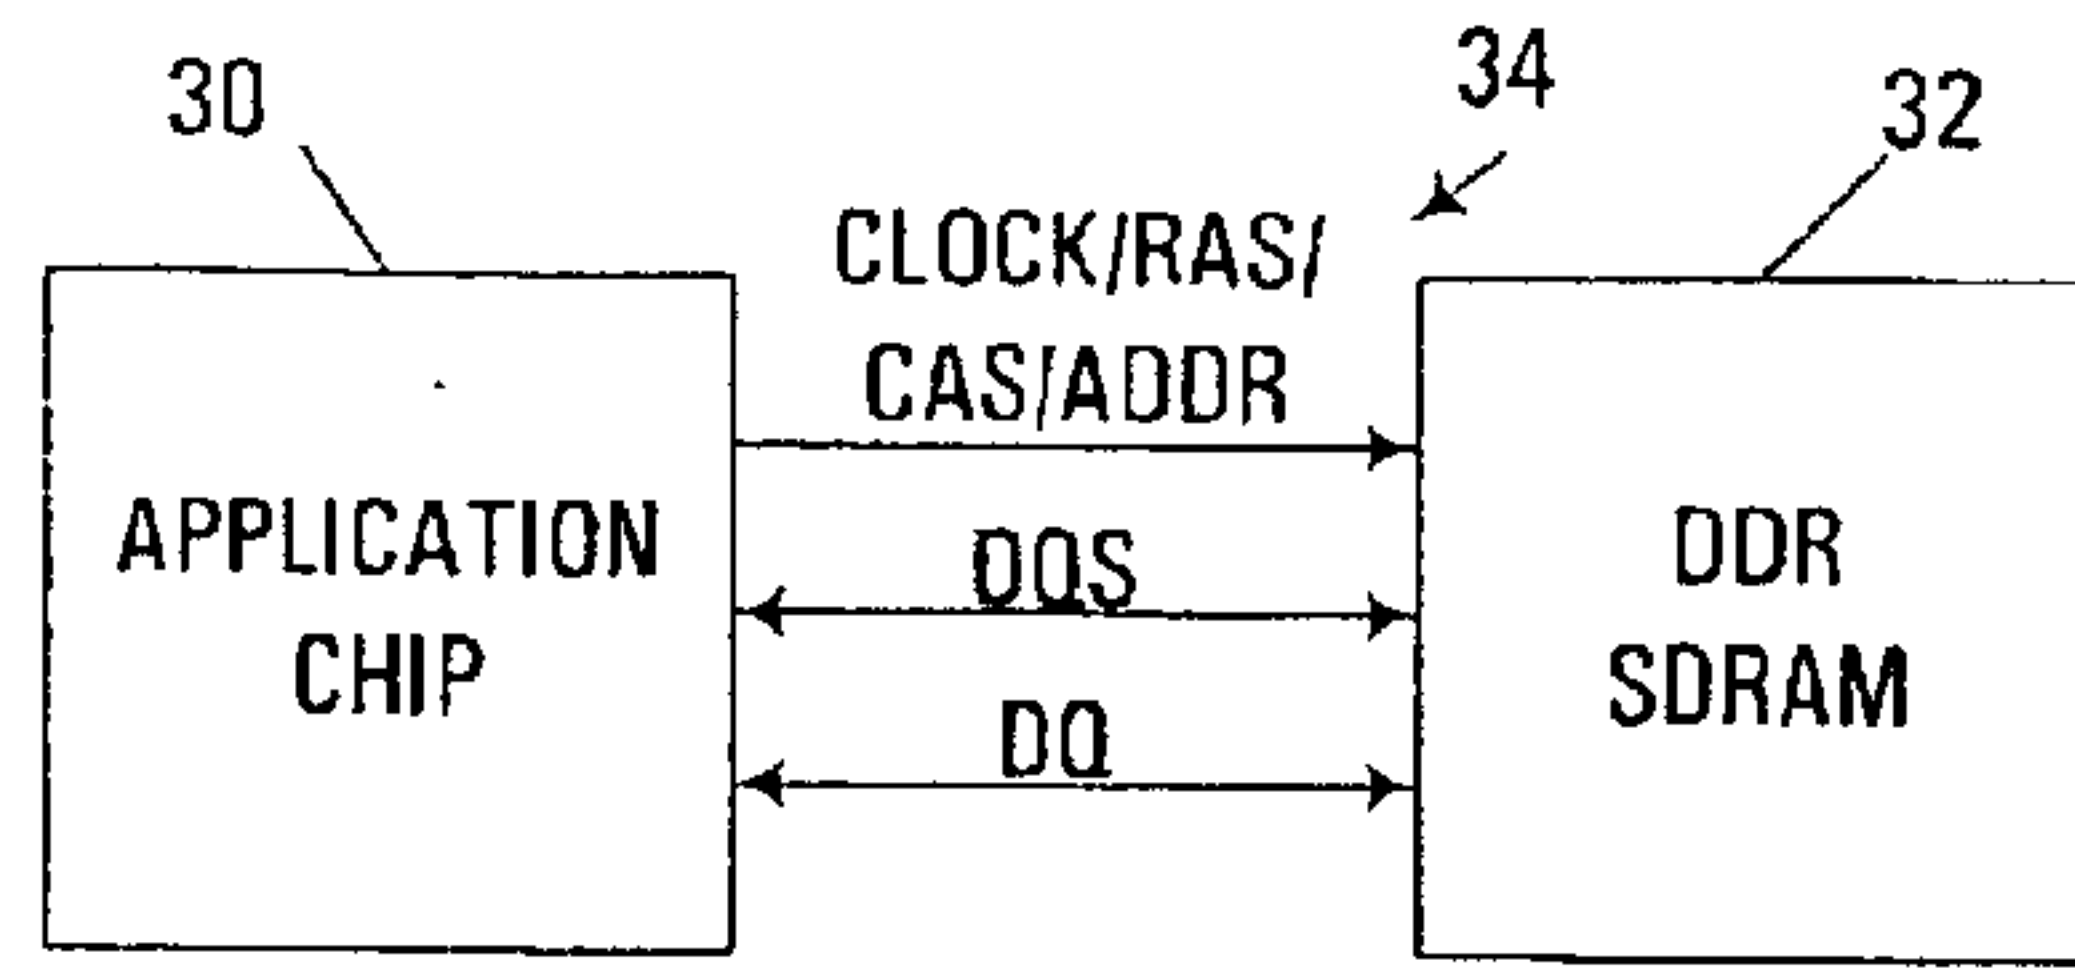 30
34
32
CLOCK/RAS/
CAS/ADDR
APPLICATION
CHIP
DQS
DQ
DDR
SDRAM